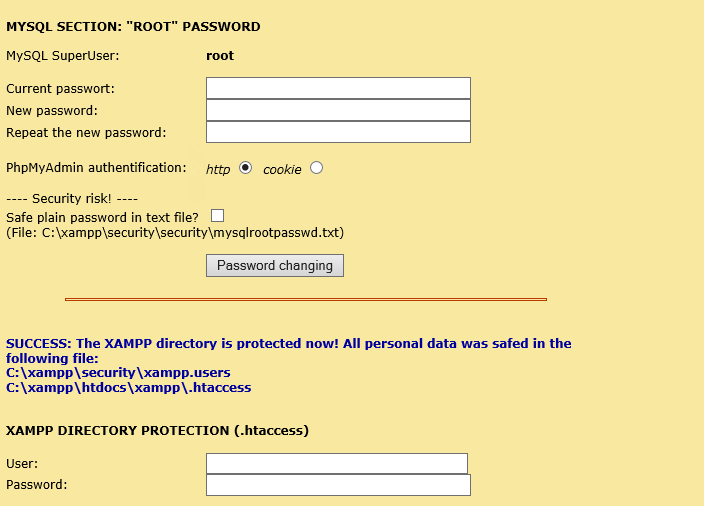 MYSQL SECTION: "ROOT" PASSWORD
MySQL SuperUser: root
Current passwort:
New password:
Repeat the new password:
PhpMyAdmin authentification: http cookie
---- Security risk! ----
Safe plain password in text file?
(File: C:\xampp\security\security\mysqlrootpasswd.txt)
Password changing
SUCCESS: The XAMPP directory is protected now! All personal data was safed in the
following file:
C:\xampp\security\xampp.users
C:\xampp\htdocs\xampp\.htaccess
XAMPP DIRECTORY PROTECTION (.htaccess)
User:
Password: